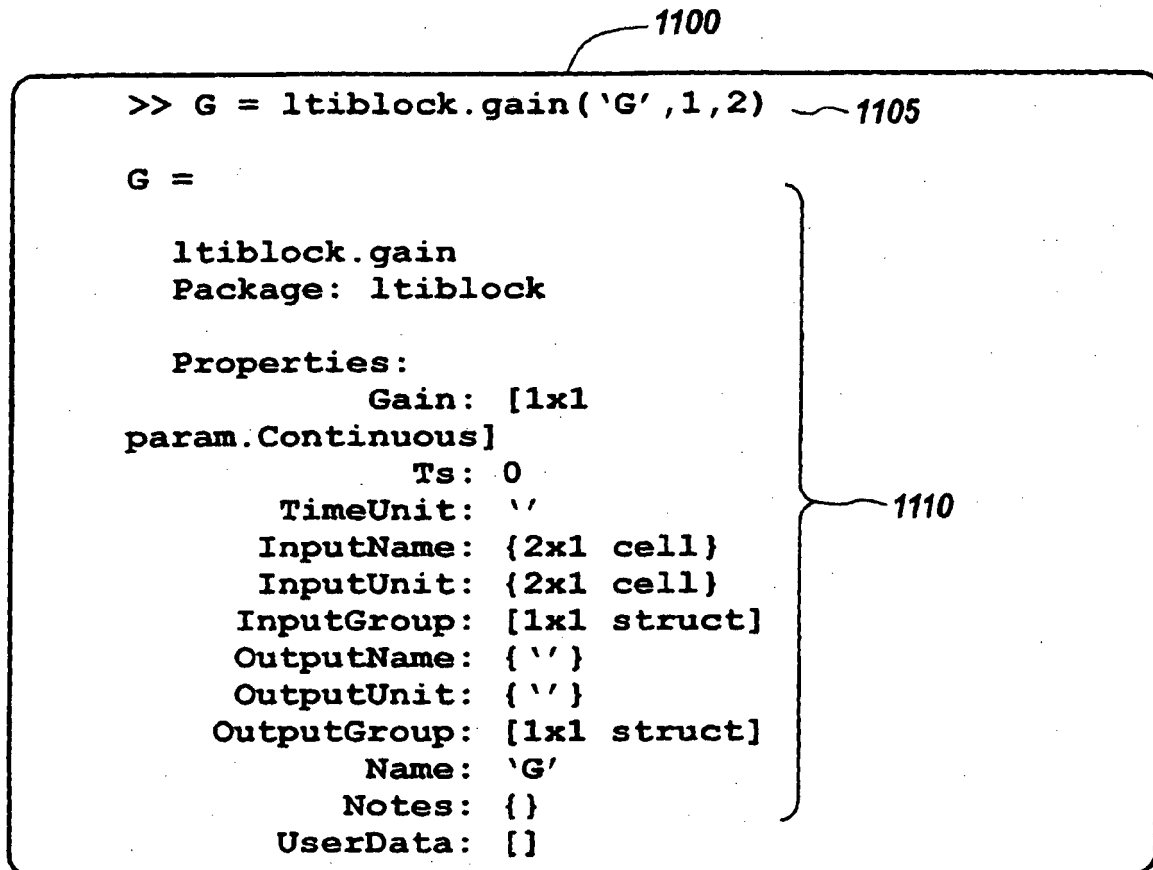 1100
>> G = ltiblock.gain(‘G’,1,2) 1105
G =
ltiblock.gain
Package: ltiblock
Properties:
Gain: [1x1
param.Continuous]
Ts: 0
TimeUnit: ‘’ 1110
InputName: {2x1 cell}
InputUnit: {2x1 cell}
InputGroup: [1x1 struct]
OutputName: {‘’}
OutputUnit: {‘’}
OutputGroup: [1x1 struct]
Name: ‘G’
Notes: {}
UserData: []